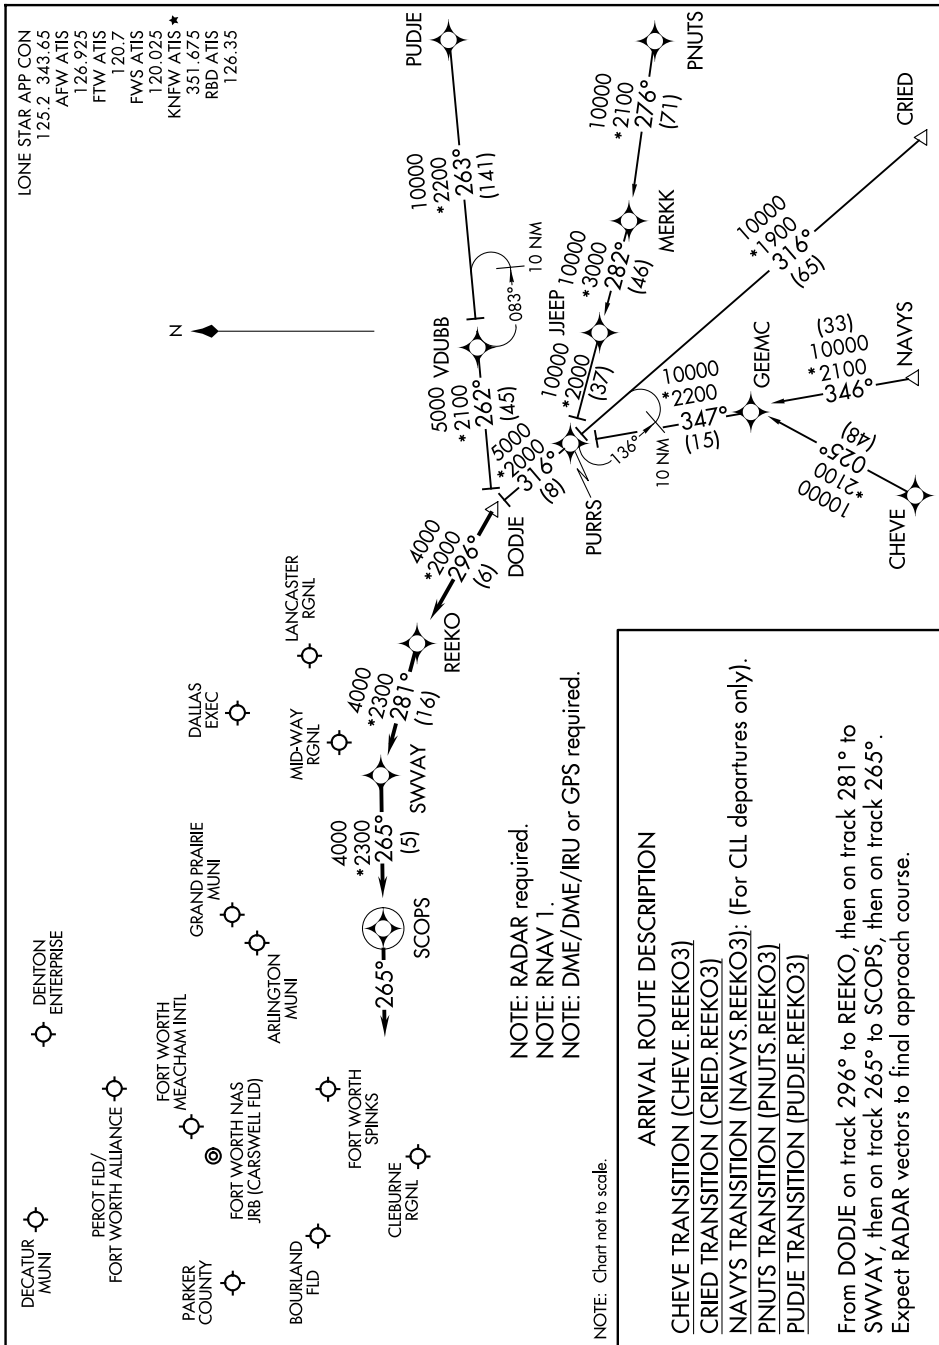 LONE STAR APP CON
125.2 343.65
AFW ATIS
126.925
FTW ATIS
120.7
FWS ATIS
120.025
KNFW ATIS ★
351.675
RBD ATIS
126.35
N
DECATUR
MUNI
DENTON
ENTERPRISE
PEROT FLD/
FORT WORTH ALLIANCE
FORT WORTH
MEACHAM INTL
GRAND PRAIRIE
MUNI
DALLAS
EXEC
PARKER
COUNTY
FORT WORTH NAS
JRB (CARSWELL FLD)
ARLINGTON
MUNI
MID-WAY
RGNL
LANCASTER
RGNL
BOURLAND
FLD
FORT WORTH
SPINKS
CLEBURNE
RGNL
265°
SCOPS
4000
*2300
265°
(5)
SWVAY
4000
*2300
281°
(16)
REEKO
4000
*2000
296°
(6)
DODJE
5000
*2100
262°
(45)
VDUBB
083°
10 NM
10000
*2200
263°
(141)
PUDJE
5000
*2000
316°
(8)
PURRS
10000
*2000
(37)
JJEEP
10000
*3000
282°
(46)
MERKK
10000
*2100
276°
(71)
PNUTS
136°
10 NM
10000
*1900
316°
(65)
CRIED
10000
*2200
347°
(15)
GEEMC
(33)
10000
*2100
346°
NAVYS
(48)
025°
*2100
10000
CHEVE
NOTE: RADAR required.
NOTE: RNAV 1.
NOTE: DME/DME/IRU or GPS required.
NOTE: Chart not to scale.
ARRIVAL ROUTE DESCRIPTION
CHEVE TRANSITION (CHEVE.REEKO3)
CRIED TRANSITION (CRIED.REEKO3)
NAVYS TRANSITION (NAVYS.REEKO3): (For CLL departures only).
PNUTS TRANSITION (PNUTS.REEKO3)
PUDJE TRANSITION (PUDJE.REEKO3)
From DODJE on track 296° to REEKO, then on track 281° to
SWVAY, then on track 265° to SCOPS, then on track 265°.
Expect RADAR vectors to final approach course.